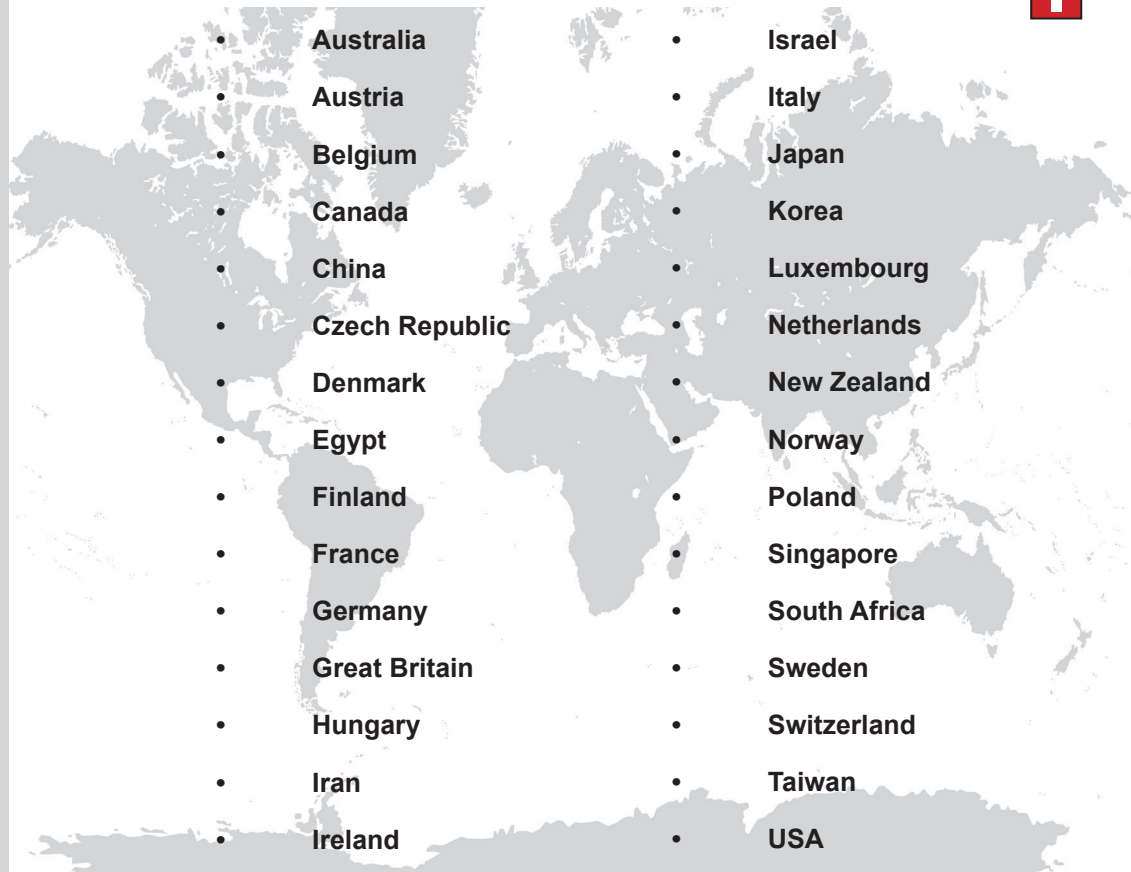 • Australia
• Austria
• Belgium
• Canada
• China
• Czech Republic
• Denmark
• Egypt
• Finland
• France
• Germany
• Great Britain
• Hungary
• Iran
• Ireland
• Israel
• Italy
• Japan
• Korea
• Luxembourg
• Netherlands
• New Zealand
• Norway
• Poland
• Singapore
• South Africa
• Sweden
• Switzerland
• Taiwan
• USA